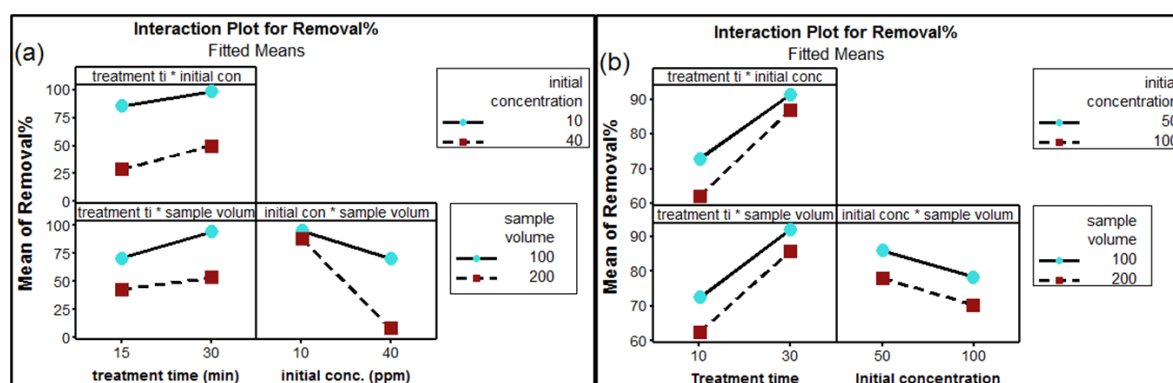 (a)
Interaction Plot for Removal%
Fitted Means
treatment ti * initial con
100
75
50
25
0
initial
concentration
10
40
treatment ti * sample volum
initial con * sample volum
100
75
50
25
0
sample
volume
100
200
Mean of Removal%
15
30
10
40
treatment time (min)
initial conc. (ppm)
(b)
Interaction Plot for Removal%
Fitted Means
treatment ti * initial conc
90
80
70
60
initial
concentration
50
100
treatment ti * sample volum
initial conc * sample volum
90
80
70
60
sample
volume
100
200
Mean of Removal%
10
30
50
100
Treatment time
Initial concentration